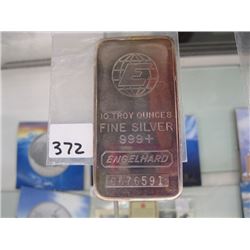 E
10 TROY OUNCES
FINE SILVER
999+
ENGELHARD
372